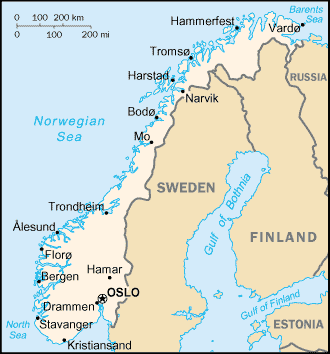 0 100 200 km
0 100 200 mi
Barents
Sea
Hammerfest
Vardø
Tromsø
RUSSIA
Harstad
Narvik
Norwegian
Sea
Bodø
Mo
SWEDEN
Gulf of Bothnia
Trondheim
Ålesund
FINLAND
Florø
Hamar
Bergen
OSLO
Drammen
Gulf of Finland
North
Sea
Stavanger
ESTONIA
Kristiansand